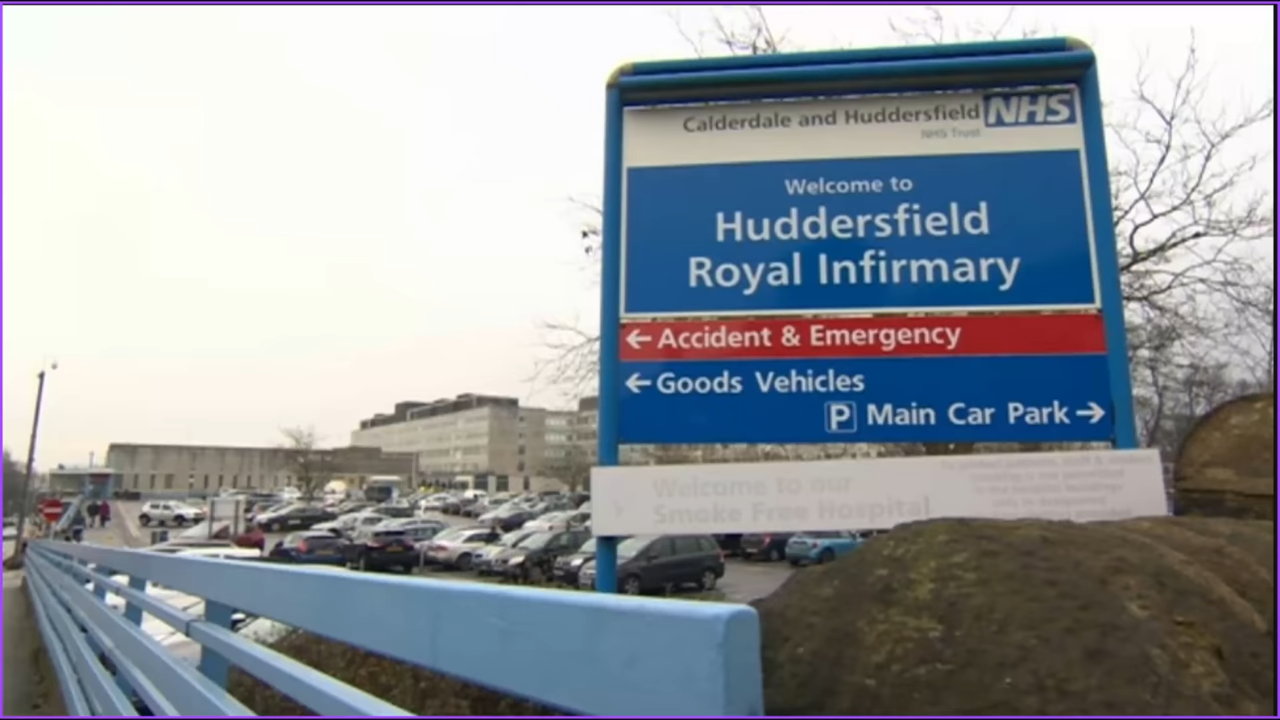 Calderdale and Huddersfield NHS
NHS Trust
Welcome to
Huddersfield
Royal Infirmary
← Accident & Emergency
← Goods Vehicles
P Main Car Park →
Welcome to our
Smoke Free Hospital